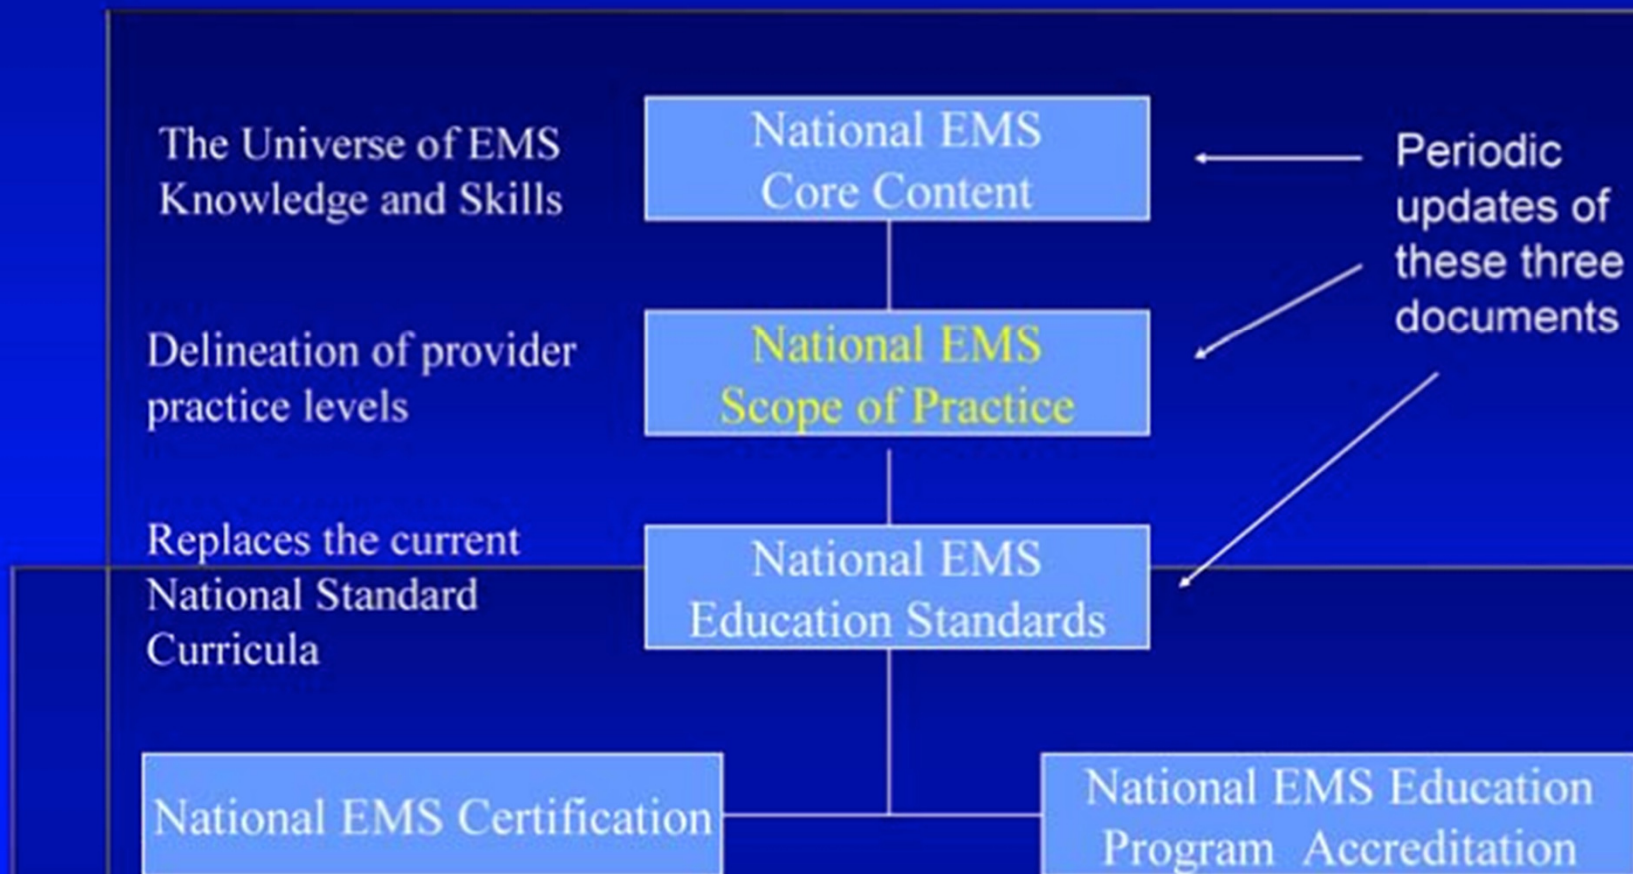 The Universe of EMS
Knowledge and Skills
National EMS
Core Content
Periodic
updates of
these three
documents
Delineation of provider
practice levels
National EMS
Scope of Practice
Replaces the current
National Standard
Curricula
National EMS
Education Standards
National EMS Certification
National EMS Education
Program Accreditation